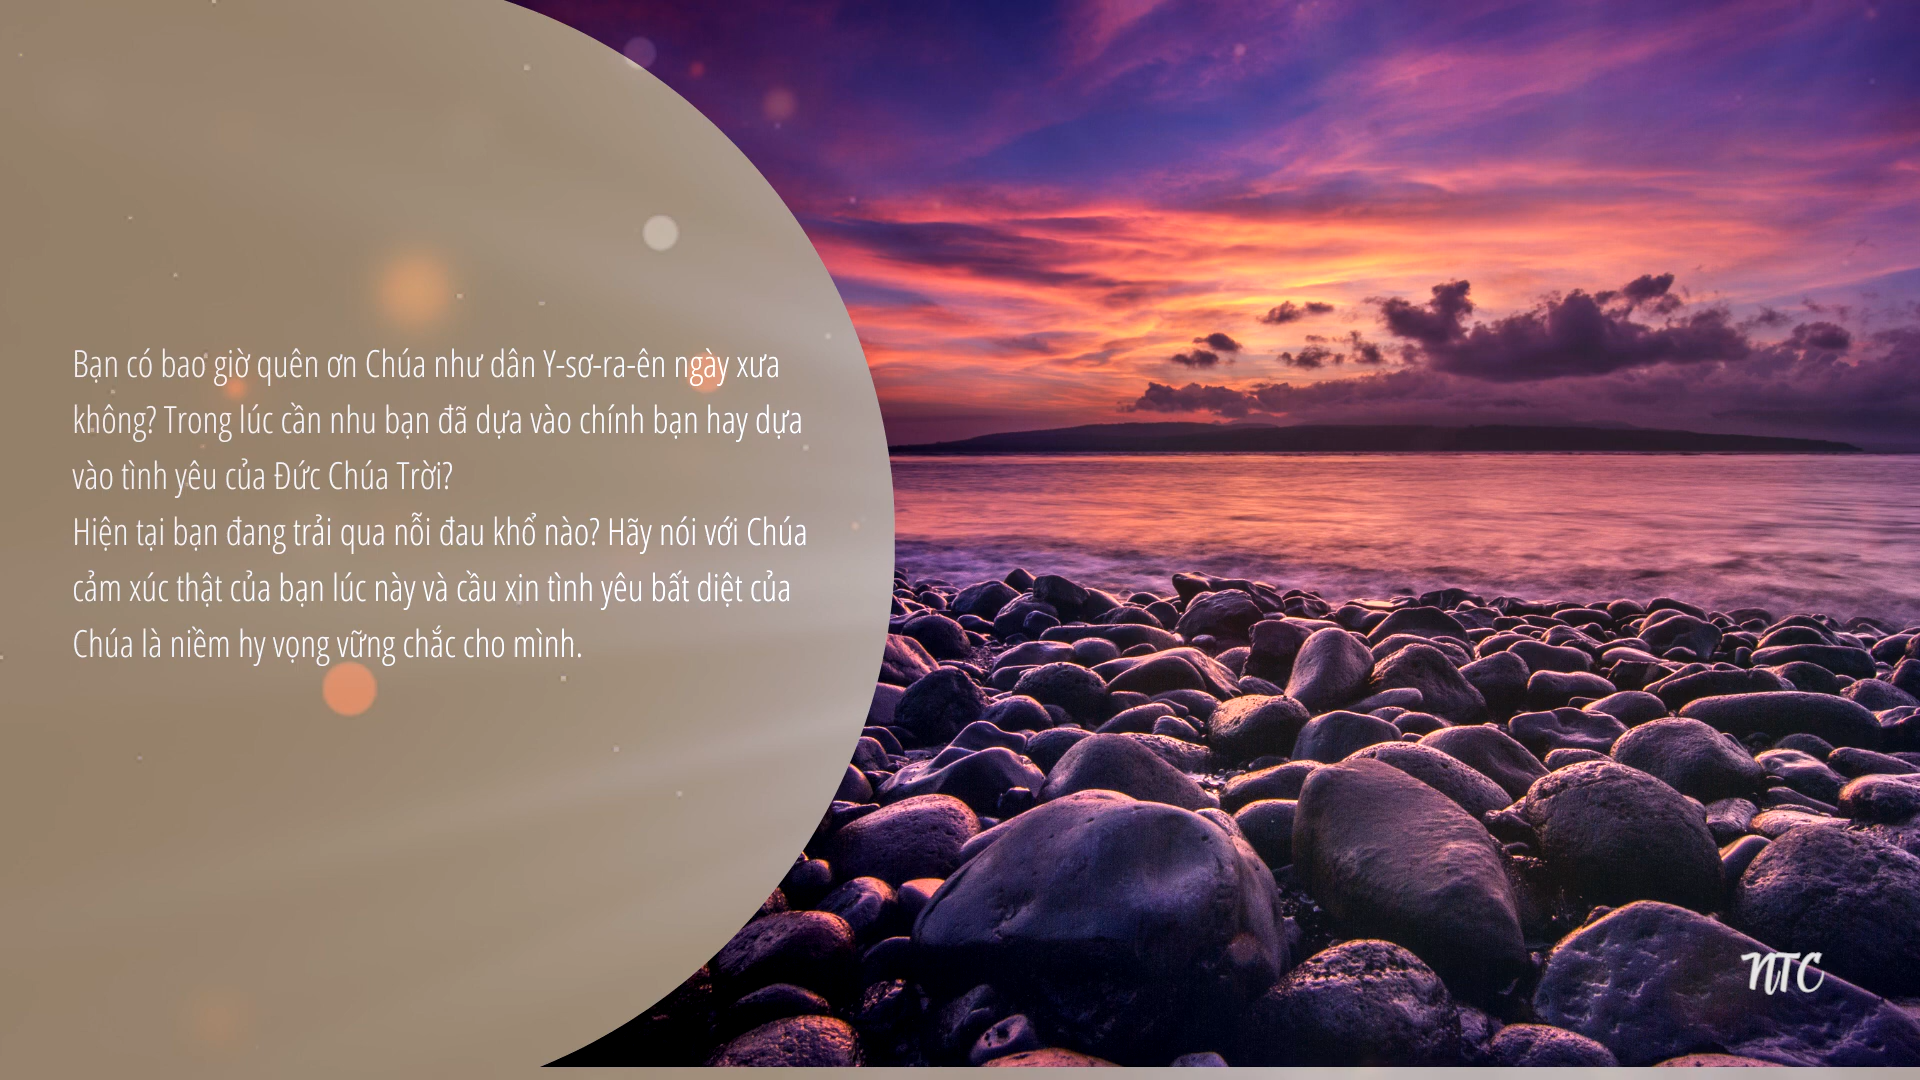 Bạn có bao giờ quên ơn Chúa như dân Y-sơ-ra-ên ngày xưa
không? Trong lúc cần nhu bạn đã dựa vào chính bạn hay dựa
vào tình yêu của Đức Chúa Trời?
Hiện tại bạn đang trải qua nỗi đau khổ nào? Hãy nói với Chúa
cảm xúc thật của bạn lúc này và cầu xin tình yêu bất diệt của
Chúa là niềm hy vọng vững chắc cho mình.
NTC